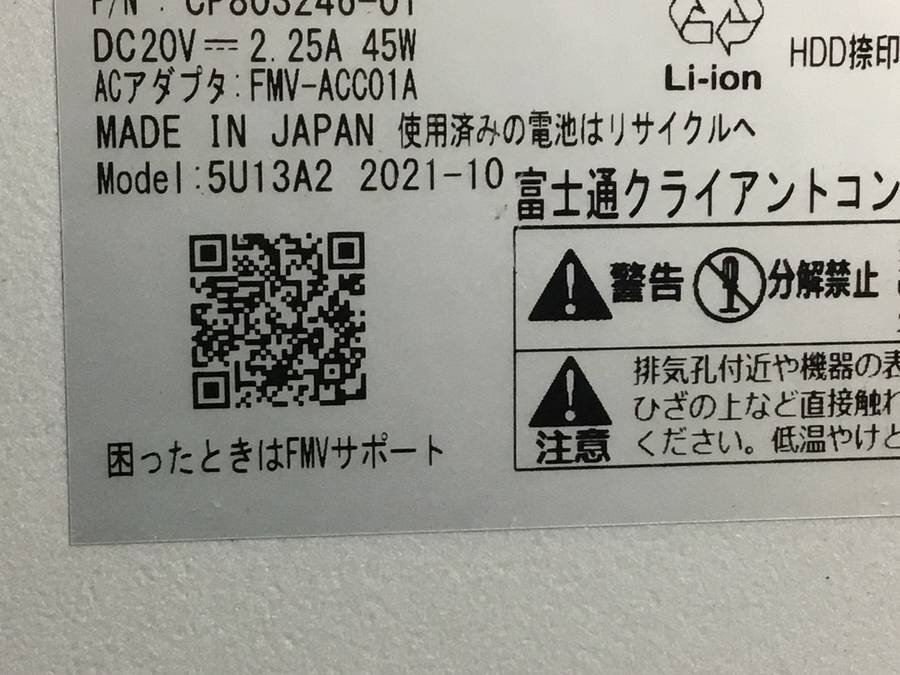 P/N : CP803246-01
DC20V⎓2.25A 45W
ACアダプタ:FMV-ACC01A
Li-ion
HDD捺印
MADE IN JAPAN 使用済みの電池はリサイクルへ
Model:5U13A2 2021-10
富士通クライアントコン
警告 分解禁止
注意
排気孔付近や機器の表
ひざの上など直接触れ
ください。低温やけど
困ったときはFMVサポート